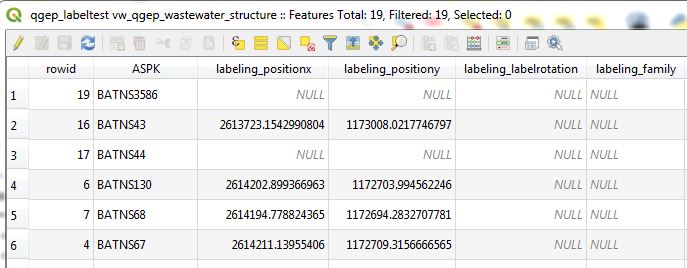 qgep_labeltest vw_qgep_wastewater_structure :: Features Total: 19, Filtered: 19, Selected: 0
rowid ASPK labeling_positionx labeling_positiony labeling_labelrotation labeling_family
1 19 BATNS3586 NULL NULL NULL NULL
2 16 BATNS43 2613723.1542990804 1173008.0217746797 NULL NULL
3 17 BATNS44 NULL NULL NULL NULL
4 6 BATNS130 2614202.899366963 1172703.994562246 NULL NULL
5 7 BATNS68 2614194.778824365 1172694.2832707781 NULL NULL
6 4 BATNS67 2614211.13955406 1172709.3156666565 NULL NULL